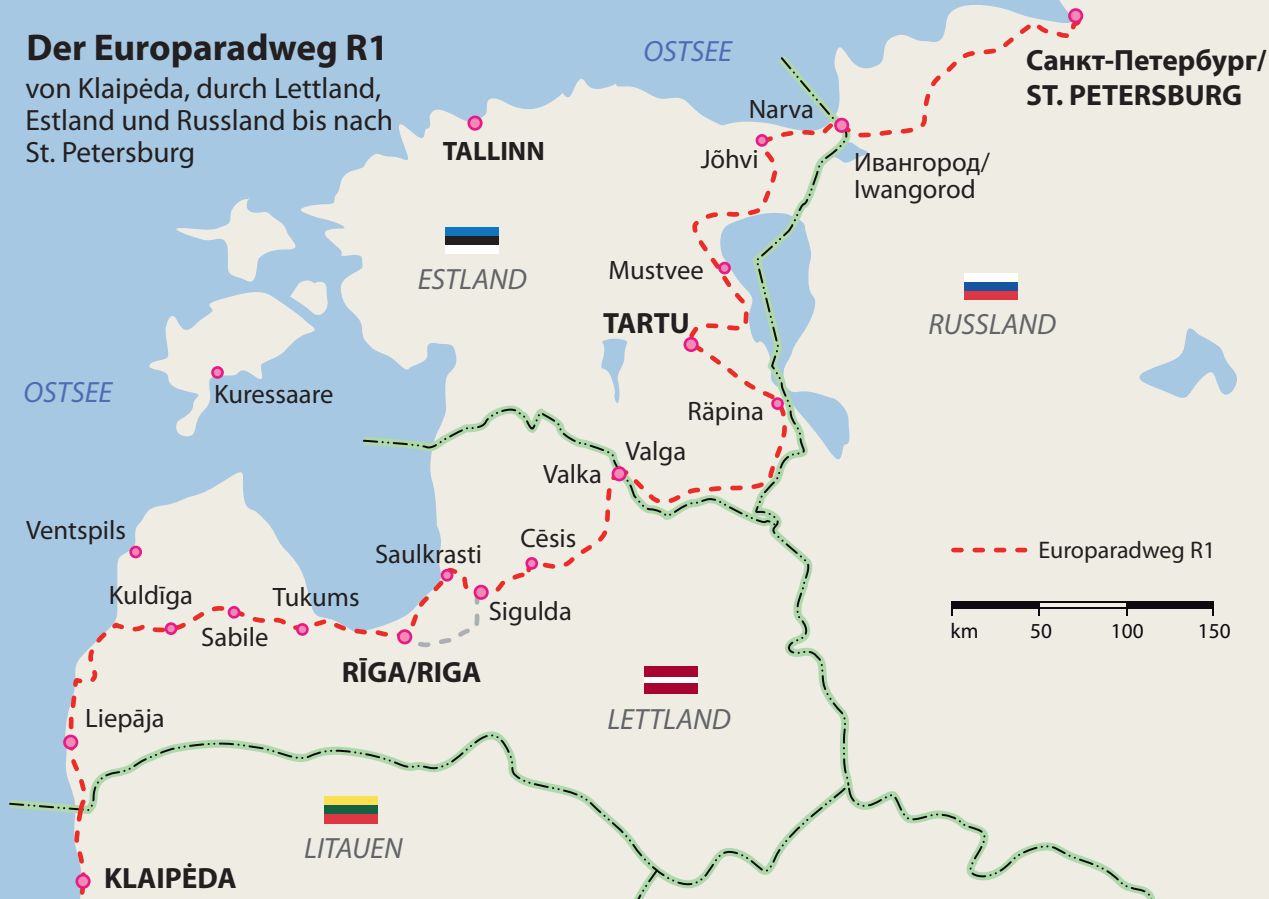 Der Europaradweg R1
von Klaipėda, durch Lettland,
Estland und Russland bis nach
St. Petersburg
OSTSEE
Санкт-Петербург/
ST. PETERSBURG
Narva
TALLINN
Jõhvi
Ивангород/
Iwangorod
ESTLAND
Mustvee
RUSSLAND
TARTU
OSTSEE
Kuressaare
Räpina
Valga
Valka
Ventspils
Cēsis
Saulkrasti
Europaradweg R1
Kuldīga
Tukums
Sigulda
Sabile
km 50 100 150
RĪGA/RIGA
Liepāja
LETTLAND
LITAUEN
KLAIPĖDA